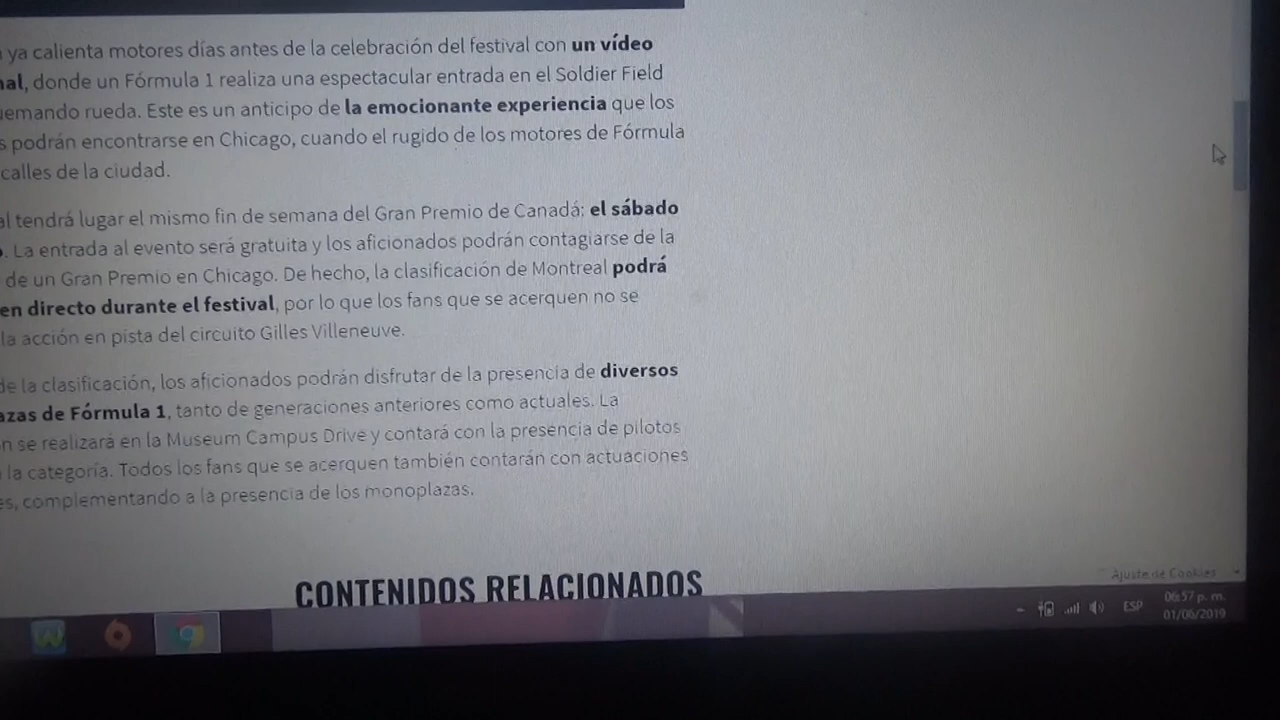 ya calienta motores días antes de la celebración del festival con un vídeo
nal, donde un Fórmula 1 realiza una espectacular entrada en el Soldier Field
uemando rueda. Este es un anticipo de la emocionante experiencia que los
s podrán encontrarse en Chicago, cuando el rugido de los motores de Fórmula
calles de la ciudad.
al tendrá lugar el mismo fin de semana del Gran Premio de Canadá: el sábado
. La entrada al evento será gratuita y los aficionados podrán contagiarse de la
de un Gran Premio en Chicago. De hecho, la clasificación de Montreal podrá
en directo durante el festival, por lo que los fans que se acerquen no se
la acción en pista del circuito Gilles Villeneuve.
de la clasificación, los aficionados podrán disfrutar de la presencia de diversos
azas de Fórmula 1, tanto de generaciones anteriores como actuales. La
n se realizará en la Museum Campus Drive y contará con la presencia de pilotos
la categoría. Todos los fans que se acerquen también contarán con actuaciones
es, complementando a la presencia de los monoplazas.
CONTENIDOS RELACIONADOS
Ajuste de Cookies
ESP
06:57 p. m.
01/06/2019